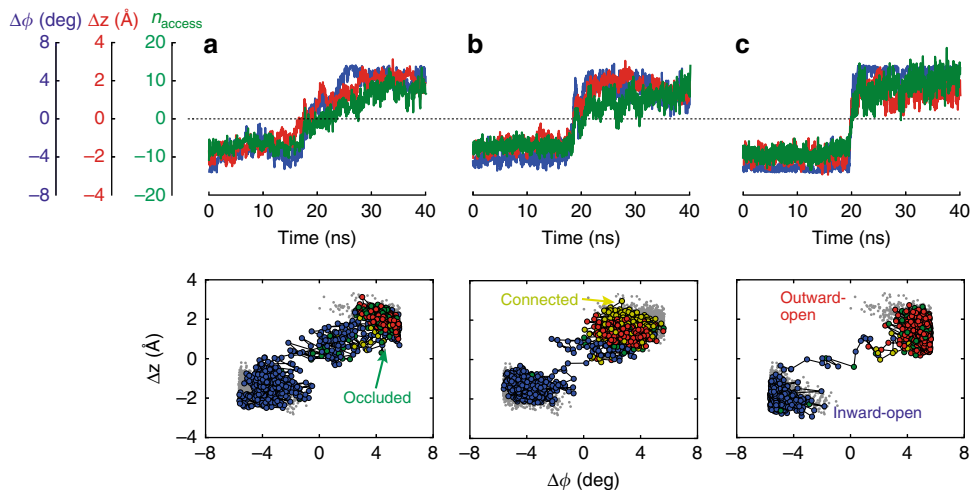 Δϕ (deg) Δz (Å) n access
a b c
8 4 20
4 2 10
0 0 0
−4 −2 −10
−8 −4 −20
0 10 20 30 40 0 10 20 30 40 0 10 20 30 40
Time (ns) Time (ns) Time (ns)
4
2
0
−2
−4
Δz (Å)
Occluded
Connected
Outward-
open
Inward-open
−8 −4 0 4 8 −8 −4 0 4 8 −8 −4 0 4 8
Δϕ (deg)